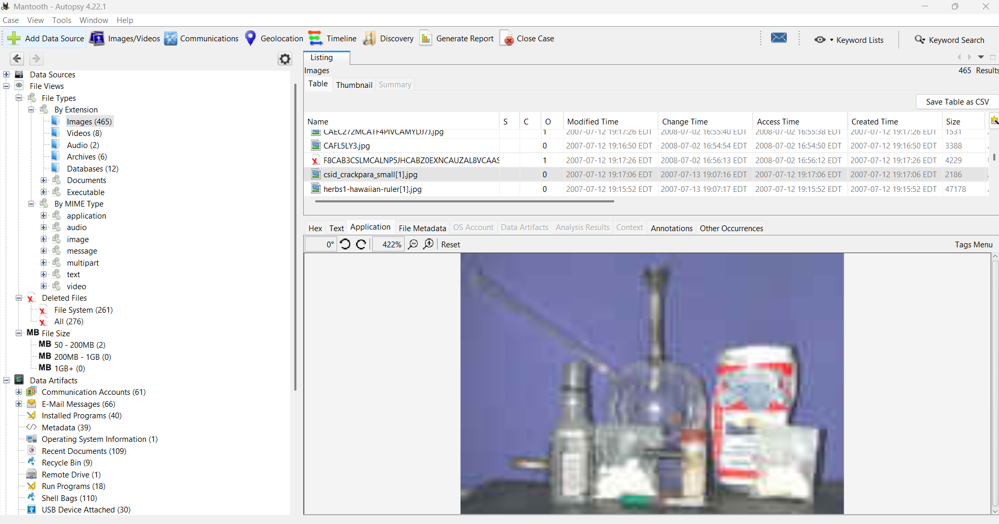 Mantooth - Autopsy 4.22.1
Case View Tools Window Help
Add Data Source Images/Videos Communications Geolocation Timeline Discovery Generate Report Close Case Keyword Lists Keyword Search
Data Sources
File Views
File Types
By Extension
Images (465)
Videos (8)
Audio (2)
Archives (6)
Databases (12)
Documents
Executable
By MIME Type
application
audio
image
message
multipart
text
video
Deleted Files
File System (261)
All (276)
MB File Size
MB 50 - 200MB (2)
MB 200MB - 1GB (0)
MB 1GB+ (0)
Data Artifacts
Communication Accounts (61)
E-Mail Messages (66)
Installed Programs (40)
Metadata (39)
Operating System Information (1)
Recent Documents (109)
Recycle Bin (9)
Remote Drive (1)
Run Programs (18)
Shell Bags (110)
USB Device Attached (30)
Listing
Images 465 Results
Table Thumbnail Summary
Save Table as CSV
Name S C O Modified Time Change Time Access Time Created Time Size
CAEC272MCATF4PIVCAMYDJ7J.jpg 1 2007-07-12 19:17:26 EDT 2008-07-02 16:55:40 EDT 2008-07-02 16:55:38 EDT 2007-07-12 19:17:26 EDT 1531
CAFL5LY3.jpg 0 2007-07-12 19:16:50 EDT 2008-07-02 16:54:54 EDT 2008-07-02 16:54:50 EDT 2007-07-12 19:16:50 EDT 3388
F8CAB3CSLMCALNP5JHCABZ0EXNCAUZAL8VCAAS 1 2007-07-12 19:17:26 EDT 2008-07-02 16:56:13 EDT 2008-07-02 16:56:12 EDT 2007-07-12 19:17:26 EDT 4229
csid_crackpara_small[1].jpg 0 2007-07-12 19:17:06 EDT 2007-07-13 19:07:16 EDT 2007-07-12 19:17:06 EDT 2007-07-12 19:17:06 EDT 2186
herbs1-hawaiian-ruler[1].jpg 0 2007-07-12 19:15:52 EDT 2007-07-13 19:07:17 EDT 2007-07-12 19:15:52 EDT 2007-07-12 19:15:52 EDT 47178
Hex Text Application File Metadata OS Account Data Artifacts Analysis Results Context Annotations Other Occurrences
0° 422% Reset Tags Menu